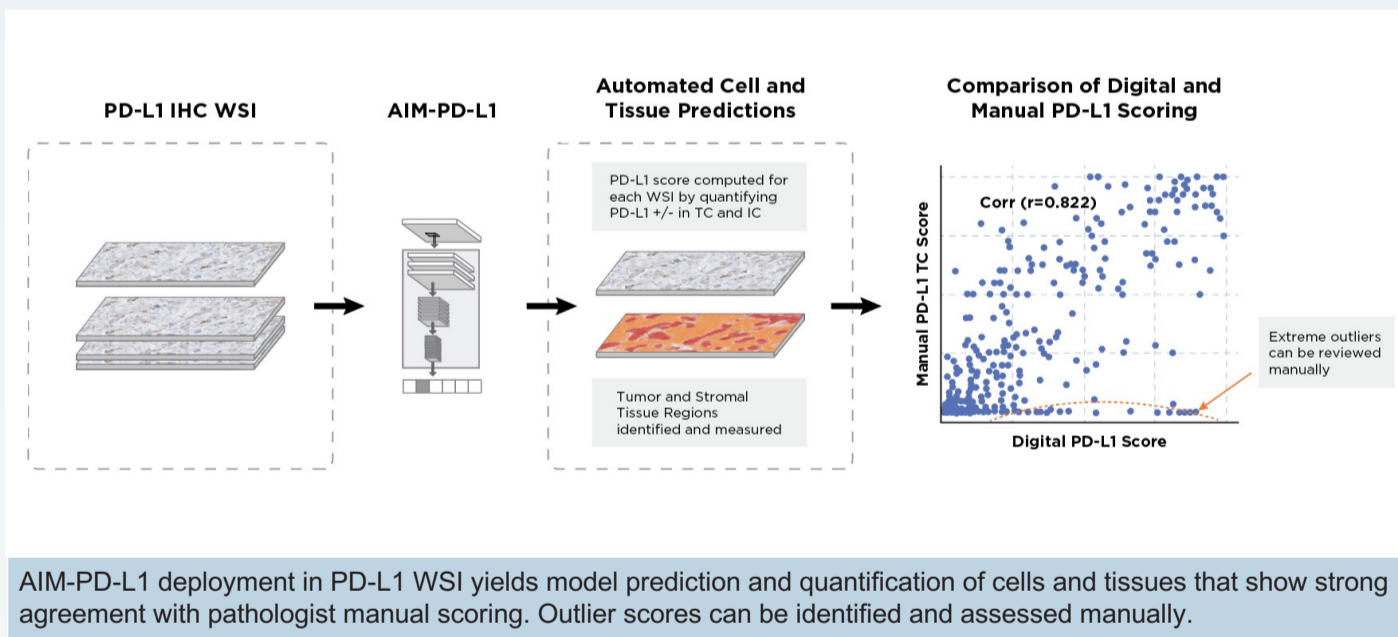 PD-L1 IHC WSI
AIM-PD-L1
Automated Cell and
Tissue Predictions
PD-L1 score computed for
each WSI by quantifying
PD-L1 +/- in TC and IC
Tumor and Stromal
Tissue Regions
identified and measured
Comparison of Digital and
Manual PD-L1 Scoring
Manual PD-L1 TC Score
Corr (r=0.822)
Digital PD-L1 Score
Extreme outliers
can be reviewed
manually
AIM-PD-L1 deployment in PD-L1 WSI yields model prediction and quantification of cells and tissues that show strong
agreement with pathologist manual scoring. Outlier scores can be identified and assessed manually.